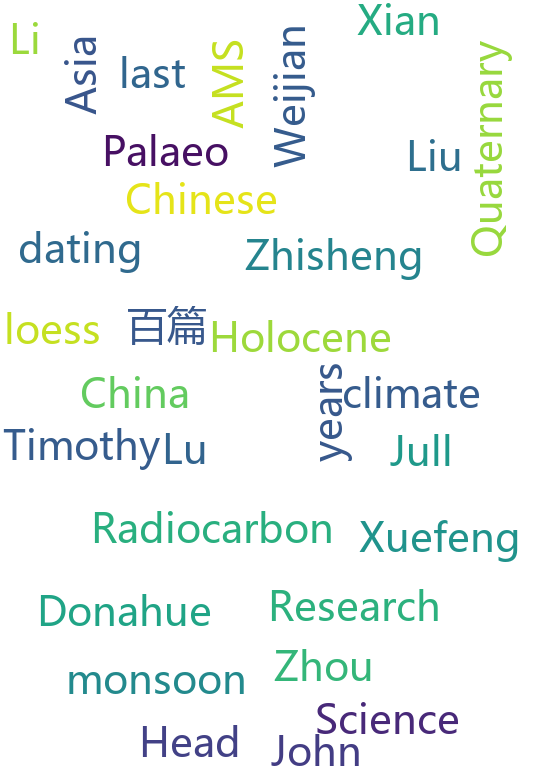 Xian
Li
Asia
last
AMS
Weijian
Quaternary
Palaeo
Liu
Chinese
dating
Zhisheng
loess
百篇
Holocene
China
years
climate
Timothy
Lu
Jull
Radiocarbon
Xuefeng
Donahue
Research
Zhou
monsoon
Science
Head
John